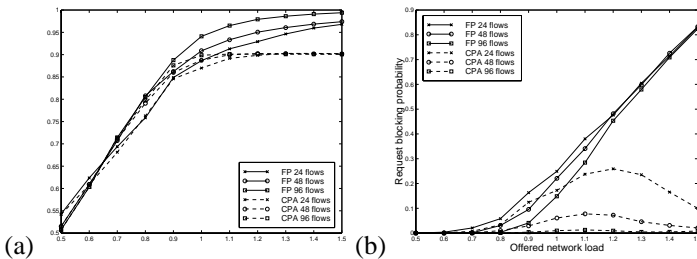 1
0.95
0.9
0.85
0.8
0.75
0.7
0.65
0.6
0.55
0.5
0.5 0.6 0.7 0.8 0.9 1.0 1.1 1.2 1.3 1.4 1.5
FP 24 flows
FP 48 flows
FP 96 flows
CPA 24 flows
CPA 48 flows
CPA 96 flows
(a)
Request blocking probability
0.9
0.8
0.7
0.6
0.5
0.4
0.3
0.2
0.1
0
0.5 0.6 0.7 0.8 0.9 1.0 1.1 1.2 1.3 1.4
Offered network load
FP 24 flows
FP 48 flows
FP 96 flows
CPA 24 flows
CPA 48 flows
CPA 96 flows
(b)